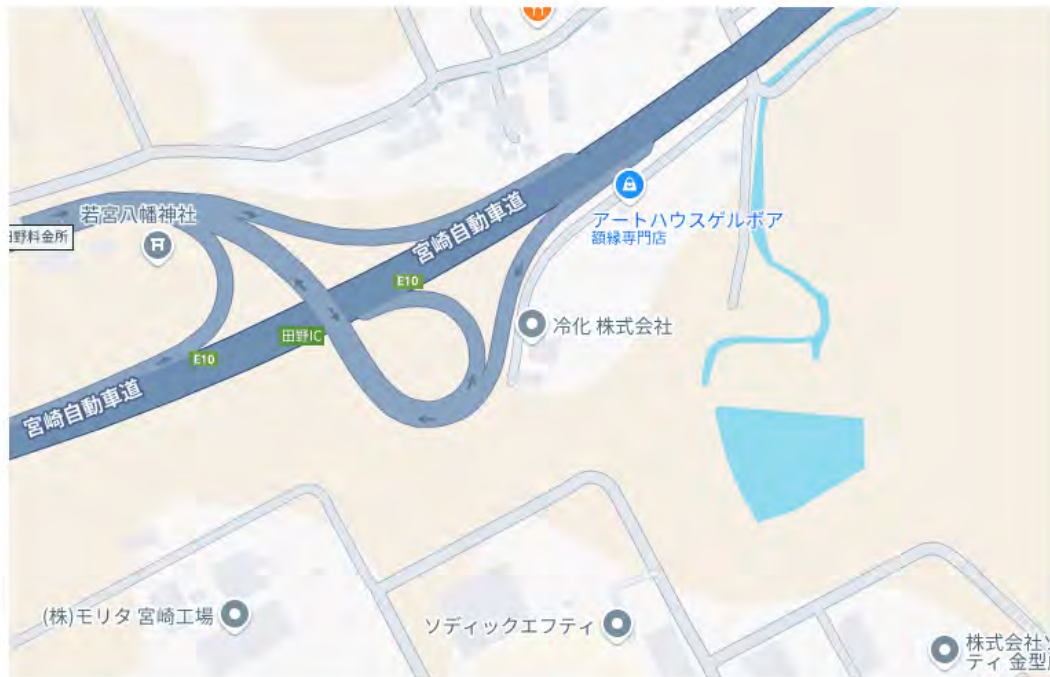 若宮八幡神社
田野料金所
宮崎自動車道
アートハウスゲルボア
額縁専門店
E10
冷化 株式会社
田野IC
E10
宮崎自動車道
(株)モリタ 宮崎工場
ソディックエフティ
株式会社ソ
ティ 金型